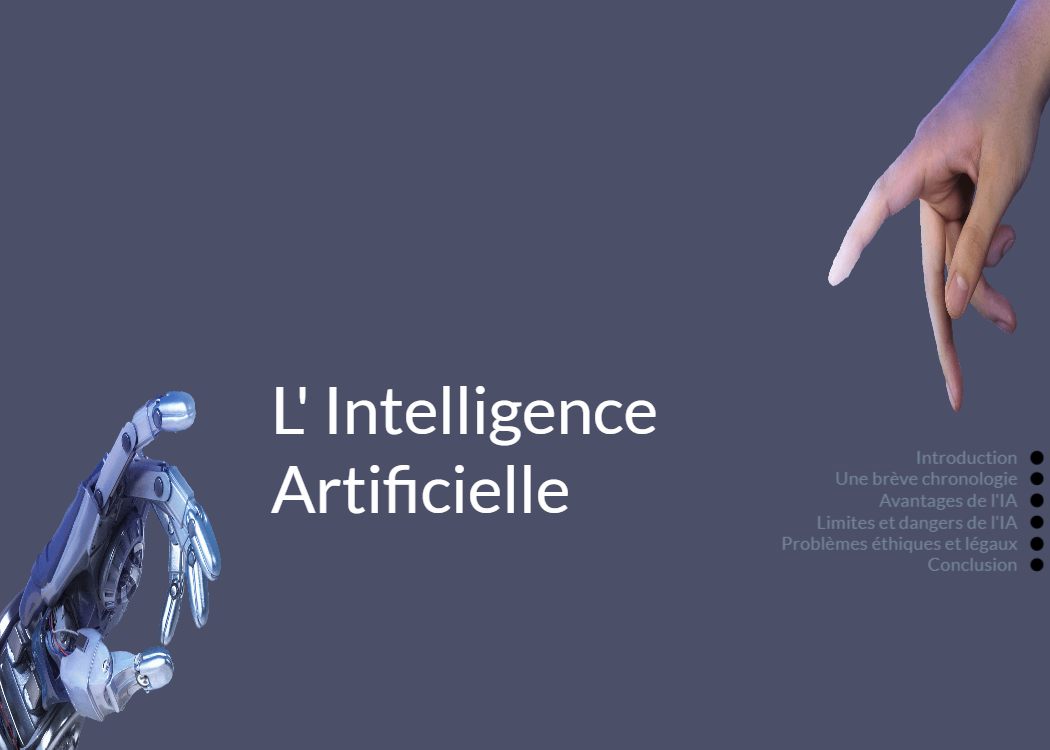 L' Intelligence
Artificielle
Introduction
Une brève chronologie
Avantages de l'IA
Limites et dangers de l'IA
Problèmes éthiques et légaux
Conclusion